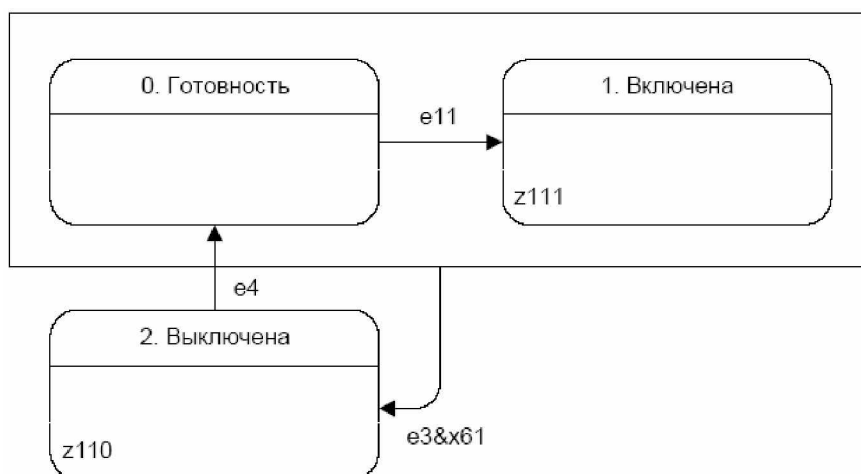 0. Готовность
1. Включена
e11
z111
e4
2. Выключена
z110
e3&x61